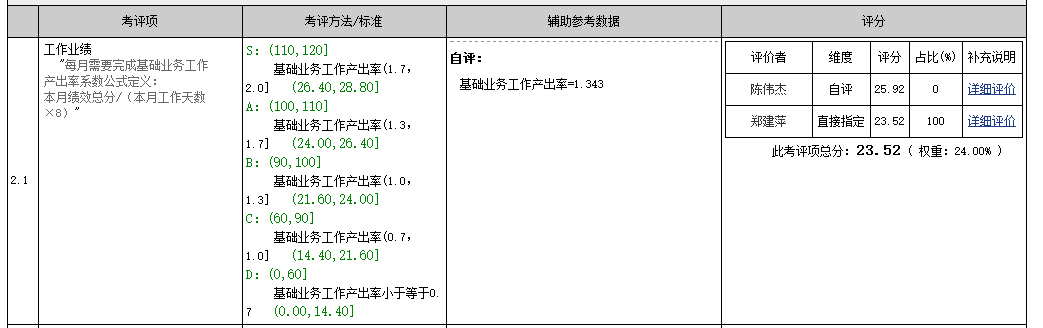 考评项 考评方法/标准 辅助参考数据 评分
2.1
工作业绩
"每月需要完成基础业务工作
产出率系数公式定义：
本月绩效总分/（本月工作天数
×8）"
S：(110,120]
基础业务工作产出率(1.7,
2.0] (26.40,28.80]
A：(100,110]
基础业务工作产出率(1.3,
1.7] (24.00,26.40]
B：(90,100]
基础业务工作产出率(1.0,
1.3] (21.60,24.00]
C：(60,90]
基础业务工作产出率(0.7,
1.0] (14.40,21.60]
D：(0,60]
基础业务工作产出率小于等于0.
7 (0.00,14.40]
自评：
基础业务工作产出率=1.343
评价者 维度 评分 占比(%) 补充说明
陈伟杰 自评 25.92 0 详细评价
郑建萍 直接指定 23.52 100 详细评价
此考评项总分：23.52 ( 权重：24.00% )